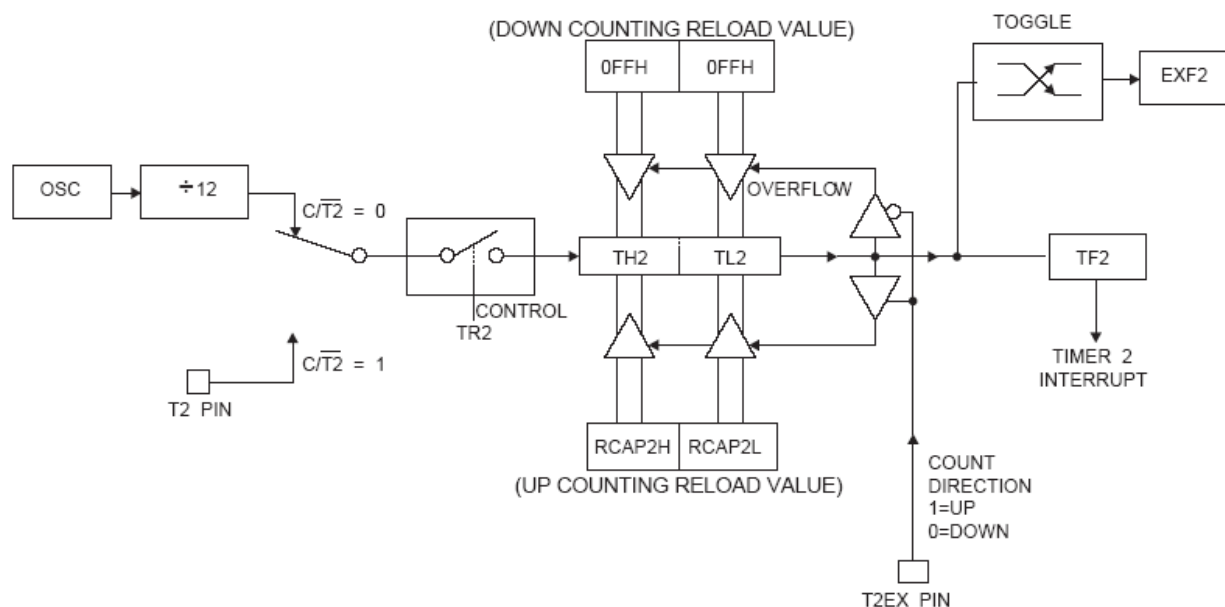 (DOWN COUNTING RELOAD VALUE)
TOGGLE
0FFH
0FFH
EXF2
OSC
÷12
OVERFLOW
C/T2̅ = 0
TH2
TL2
TF2
CONTROL
TR2
C/T2̅ = 1
T2 PIN
TIMER 2
INTERRUPT
RCAP2H
RCAP2L
(UP COUNTING RELOAD VALUE)
COUNT
DIRECTION
1=UP
0=DOWN
T2EX PIN